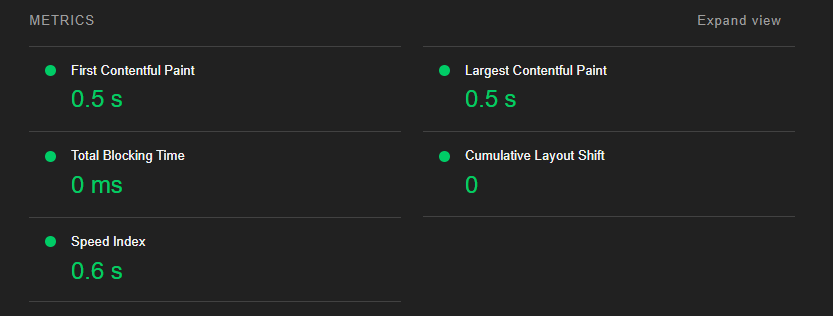 METRICS
Expand view
First Contentful Paint
0.5 s
Largest Contentful Paint
0.5 s
Total Blocking Time
0 ms
Cumulative Layout Shift
0
Speed Index
0.6 s